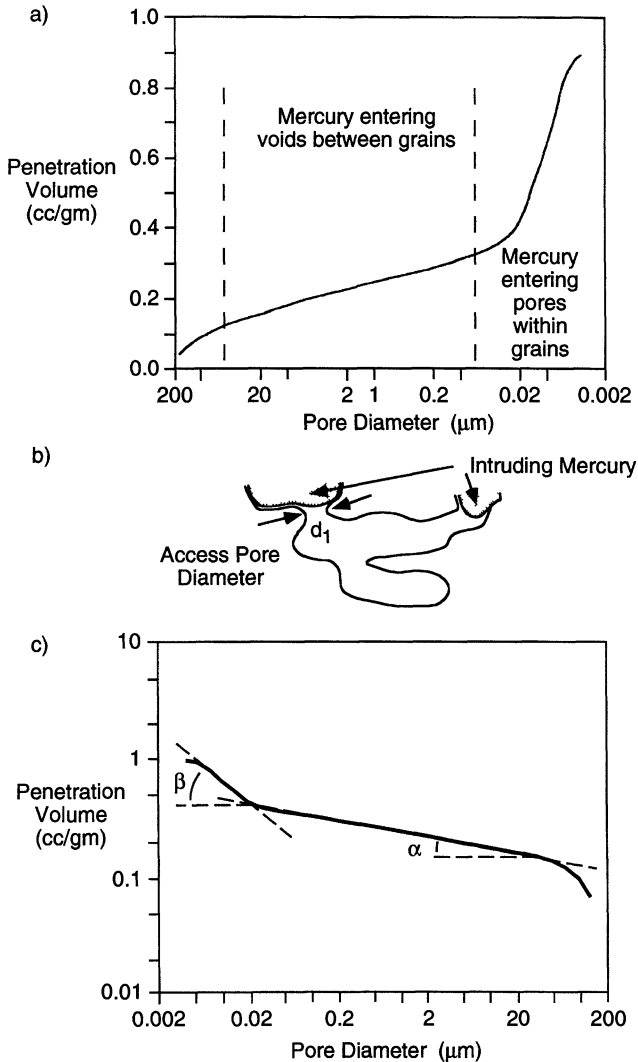 a)
1.0
0.8
0.6
0.4
0.2
0.0
Penetration
Volume
(cc/gm)
Mercury entering
voids between grains
Mercury
entering
pores
within
grains
200
20
2
1
0.2
0.02
0.002
Pore Diameter (μm)
b)
Intruding Mercury
d1
Access Pore
Diameter
c)
10
1
0.1
0.01
Penetration
Volume
(cc/gm)
β
α
0.002
0.02
0.2
2
20
200
Pore Diameter (μm)